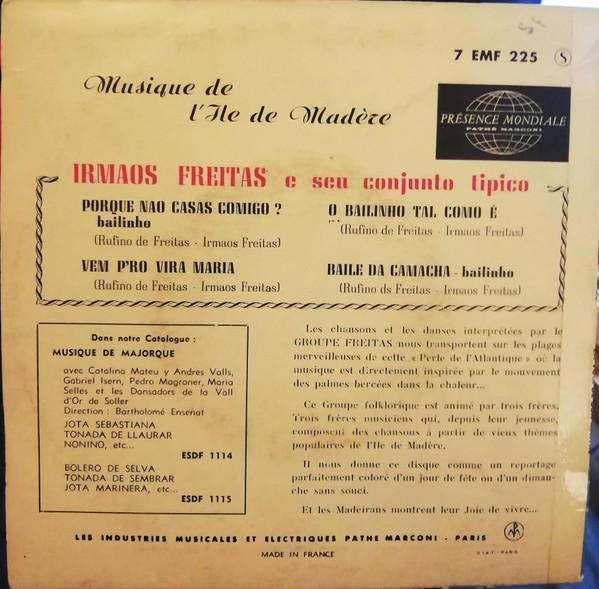 7 EMF 225 S
Musique de
l'Ile de Madère
PRÉSENCE MONDIALE
PATHÉ MARCONI
IRMAOS FREITAS e seu conjunto tipico
PORQUE NAO CASAS COMIGO ?
bailinho
(Rufino de Freitas - Irmaos Freitas)
VEM P'RO VIRA MARIA
(Rufino de Freitas - Irmaos Freitas)
O BAILINHO TAL COMO É
(Rufino de Freitas - Irmaos Freitas)
BAILE DA CAMACHA - bailinho
(Rufino ds Freitas - Irmaos Freitas)
Dans notre Catalogue :
MUSIQUE DE MAJORQUE
avec Catalina Mateu y Andres Valls,
Gabriel Isern, Pedro Magraner, Maria
Selles et les Dansadors de la Vall
d'Or de Soller
Direction : Bartholomé Ensenat
JOTA SEBASTIANA
TONADA DE LLAURAR
NONINO, etc...
ESDF 1114
BOLERO DE SELVA
TONADA DE SEMBRAR
JOTA MARINERA, etc...
ESDF 1115
Les chansons et les danses interprétées par le
GROUPE FREITAS nous transportent sur les plages
merveilleuses de cette « Perle de l'Atlantique » où la
musique est directement inspirée par le mouvement
des palmes bercées dans la chaleur...
Ce Groupe folklorique est animé par trois frères,
Trois frères musiciens qui, depuis leur jeunesse,
composent des chansons à partir de vieux thèmes
populaires de l'Ile de Madère.
Il nous donne ce disque comme un reportage
parfaitement coloré d'un jour de fête ou d'un diman-
che sans souci.
Et les Madeirans montrent leur Joie de vivre...
LES INDUSTRIES MUSICALES ET ELECTRIQUES PATHE MARCONI - PARIS
MADE IN FRANCE
S.I.A.T. - PARIS